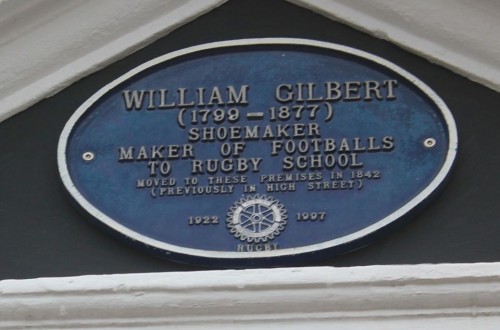 WILLIAM GILBERT
(1799-1877)
SHOEMAKER
MAKER OF FOOTBALLS
TO RUGBY SCHOOL
MOVED TO THESE PREMISES IN 1842
(PREVIOUSLY IN HIGH STREET)
1922 1997
RUGBY